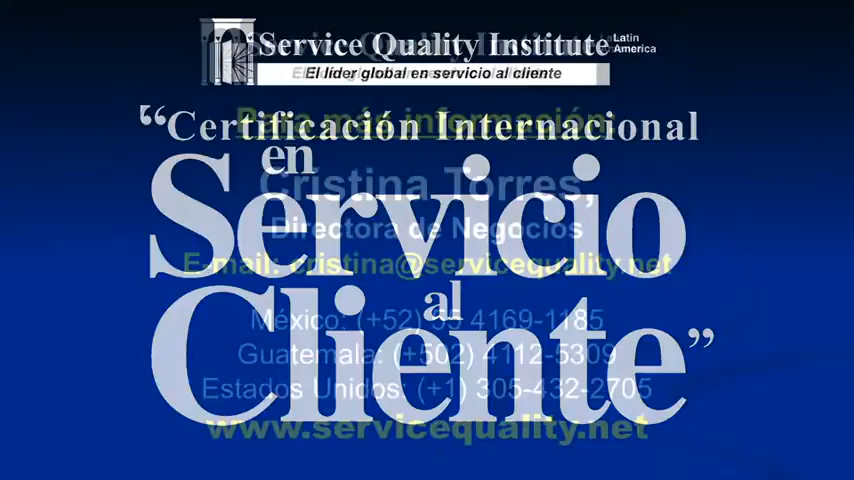 Service Quality Institute Latin America
El líder global en servicio al cliente
Para más información:
“Certificación Internacional
en
Cristina Torres,
Servicio
Directora de Negocios
E-mail: cristina@servicequality.net
al
México: (+52) 55 4169-1185
Cliente”
Guatemala: (+502) 4112-5309
Estados Unidos: (+1) 305-432-2705
www.servicequality.net